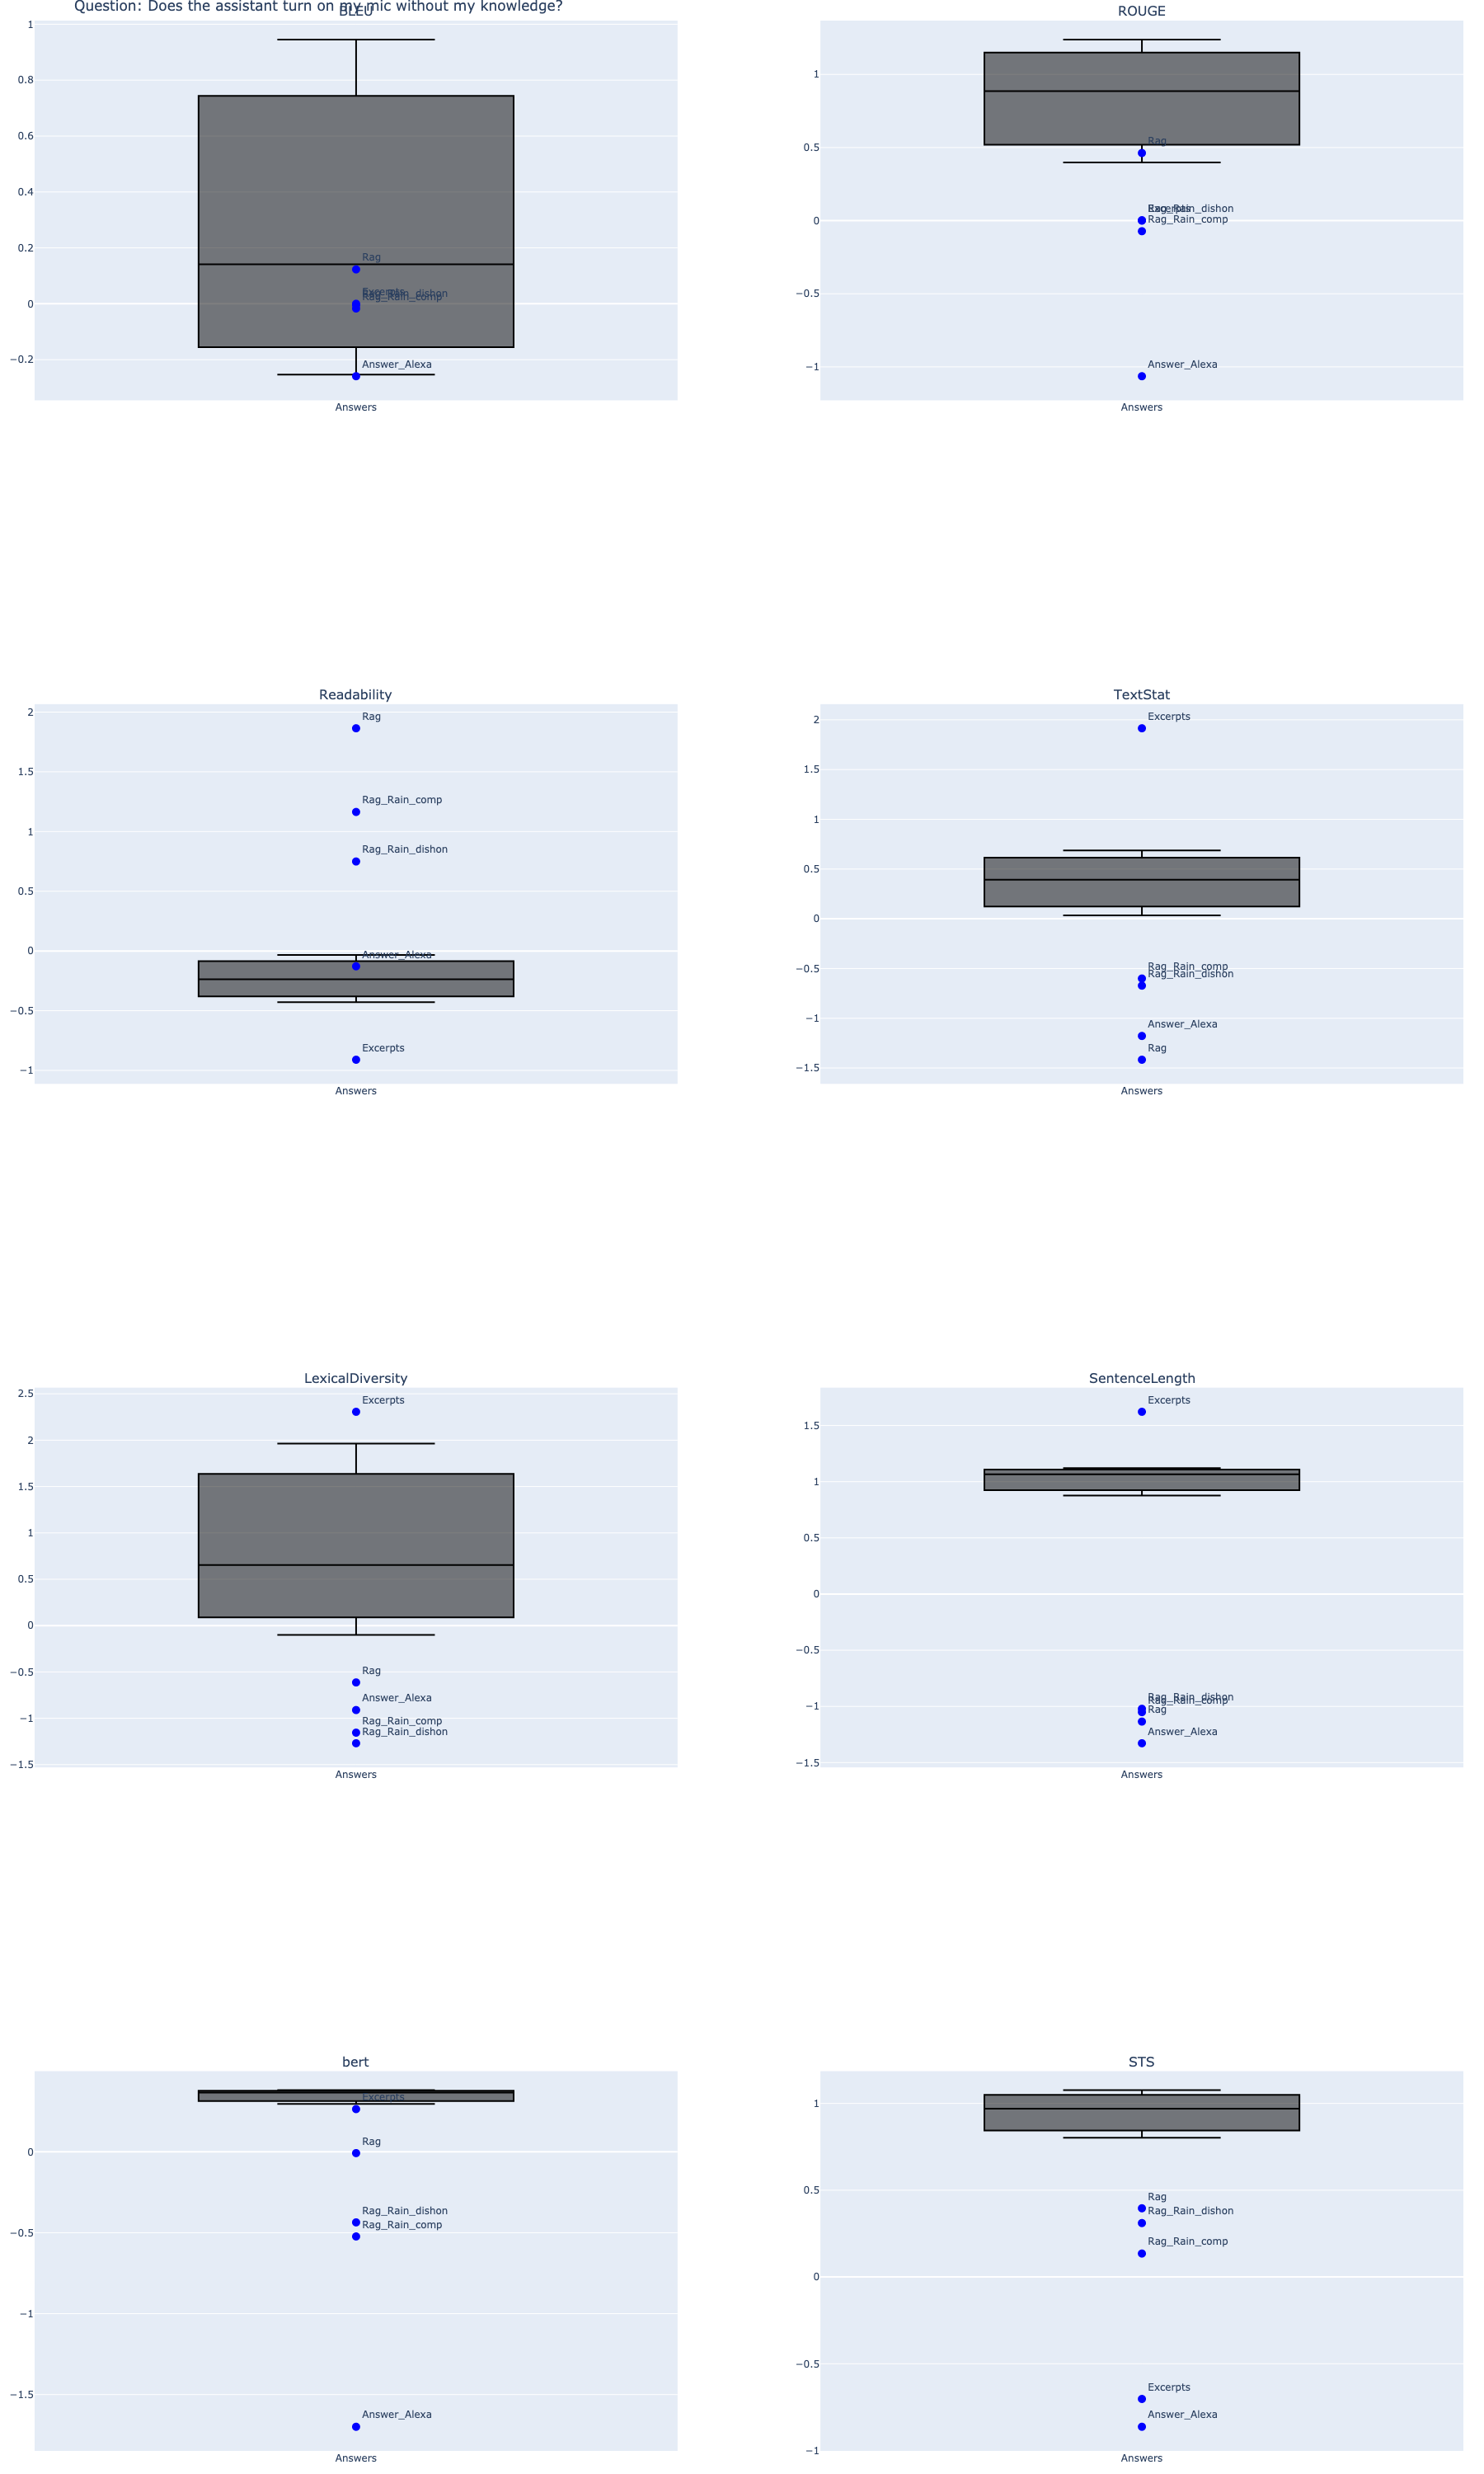 Question: Does the assistant turn on my mic without my knowledge?
BLEU
1
0.8
0.6
0.4
0.2
0
−0.2
Rag
Excerpts
Rag_Rain_dishon
Rag_Rain_comp
Answer_Alexa
Answers
ROUGE
1
0.5
0
−0.5
−1
Rag
Excerpts
Rag_Rain_dishon
Rag_Rain_comp
Answer_Alexa
Answers
Readability
2
1.5
1
0.5
0
−0.5
−1
Rag
Rag_Rain_comp
Rag_Rain_dishon
Answer_Alexa
Excerpts
Answers
TextStat
2
1.5
1
0.5
0
−0.5
−1
−1.5
Excerpts
Rag_Rain_comp
Rag_Rain_dishon
Answer_Alexa
Rag
Answers
LexicalDiversity
2.5
2
1.5
1
0.5
0
−0.5
−1
−1.5
Excerpts
Rag
Answer_Alexa
Rag_Rain_comp
Rag_Rain_dishon
Answers
SentenceLength
1.5
1
0.5
0
−0.5
−1
−1.5
Excerpts
Rag_Rain_dishon
Rag_Rain_comp
Rag
Answer_Alexa
Answers
bert
0
−0.5
−1
−1.5
Excerpts
Rag
Rag_Rain_dishon
Rag_Rain_comp
Answer_Alexa
Answers
STS
1
0.5
0
−0.5
−1
Rag
Rag_Rain_dishon
Rag_Rain_comp
Excerpts
Answer_Alexa
Answers